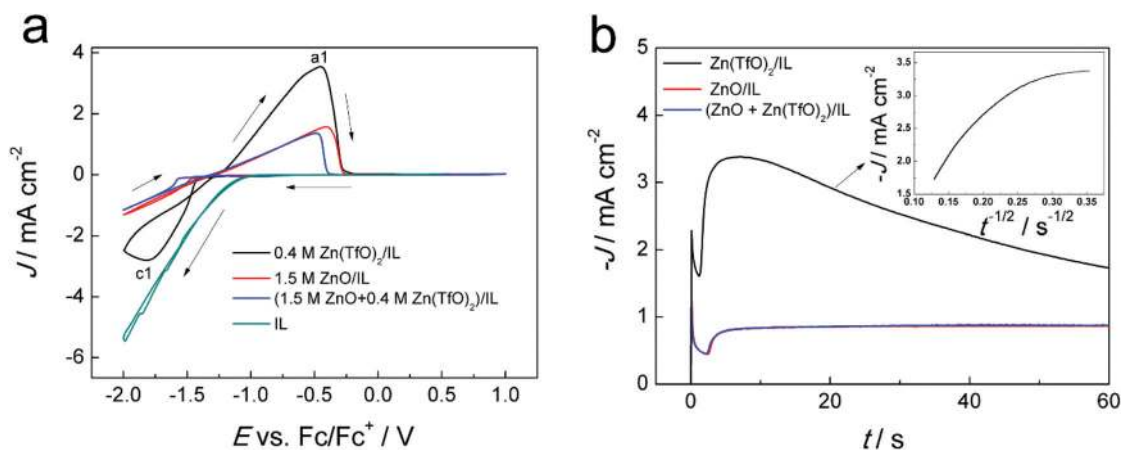 a
J / mA cm-2
4
2
0
-2
-4
-6
a1
c1
0.4 M Zn(TfO)2/IL
1.5 M ZnO/IL
(1.5 M ZnO+0.4 M Zn(TfO)2)/IL
IL
-2.0 -1.5 -1.0 -0.5 0.0 0.5 1.0
E vs. Fc/Fc+ / V
b
-J / mA cm-2
5
4
3
2
1
0
Zn(TfO)2/IL
ZnO/IL
(ZnO + Zn(TfO)2)/IL
-J / mA cm-2
3.5
3.0
2.5
2.0
1.5
0.10 0.15 0.20 0.25 0.30 0.35 0.40
t-1/2 / s-1/2
0 20 40 60
t / s